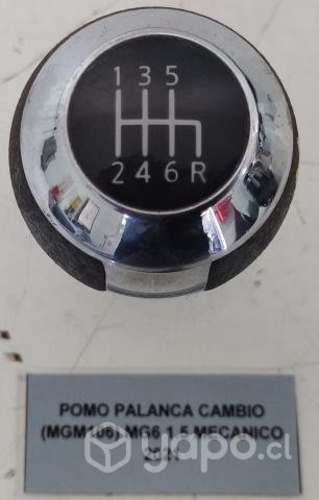 1 3 5
2 4 6 R
POMO PALANCA CAMBIO
(MGM106) MG6 1.5 MECANICO
yapo.cl